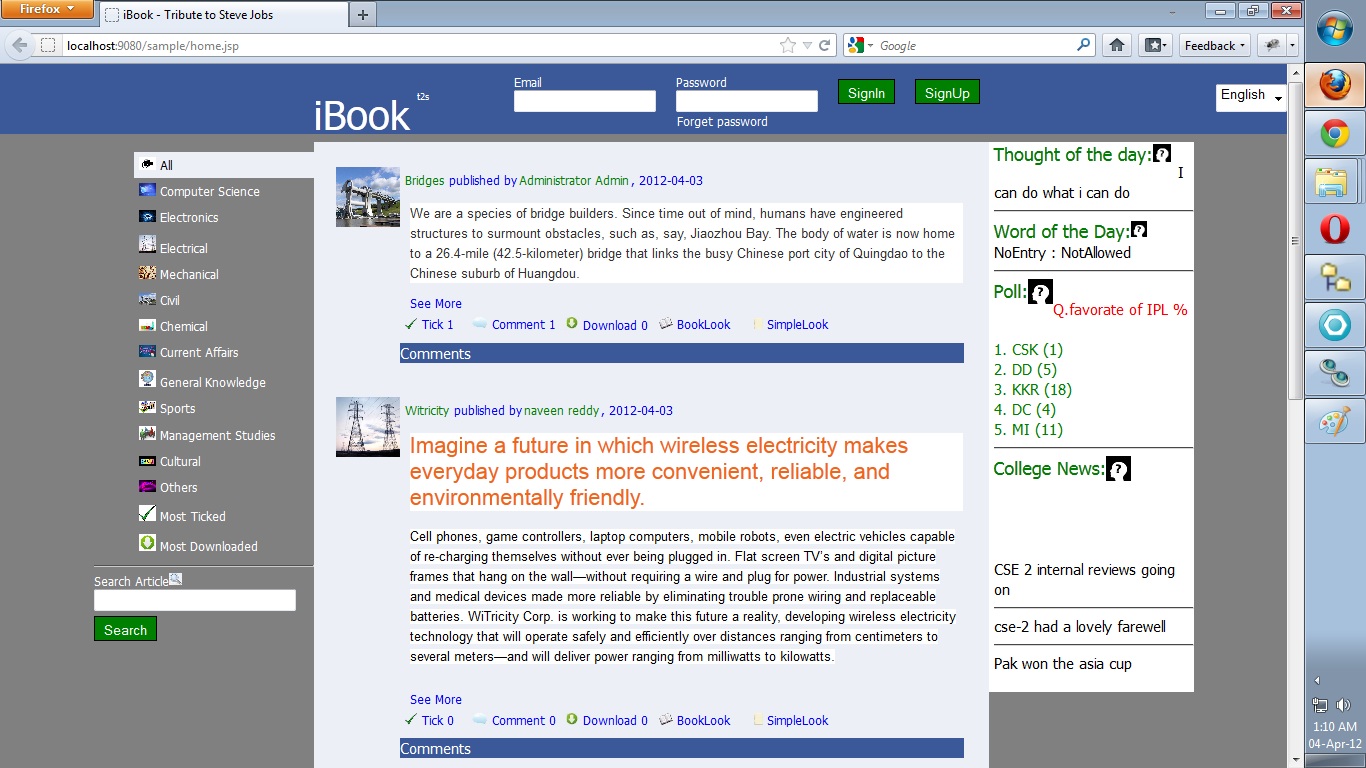 Firefox
iBook - Tribute to Steve Jobs
localhost:9080/sample/home.jsp
Google
Feedback
iBook t2s
Email
Password
Forget password
SignIn
SignUp
English
All
Computer Science
Electronics
Electrical
Mechanical
Civil
Chemical
Current Affairs
General Knowledge
Sports
Management Studies
Cultural
Others
Most Ticked
Most Downloaded
Search Article
Search
Bridges published by Administrator Admin , 2012-04-03
We are a species of bridge builders. Since time out of mind, humans have engineered
structures to surmount obstacles, such as, say, Jiaozhou Bay. The body of water is now home
to a 26.4-mile (42.5-kilometer) bridge that links the busy Chinese port city of Quingdao to the
Chinese suburb of Huangdou.
See More
Tick 1 Comment 1 Download 0 BookLook SimpleLook
Comments
Witricity published by naveen reddy , 2012-04-03
Imagine a future in which wireless electricity makes
everyday products more convenient, reliable, and
environmentally friendly.
Cell phones, game controllers, laptop computers, mobile robots, even electric vehicles capable
of re-charging themselves without ever being plugged in. Flat screen TV's and digital picture
frames that hang on the wall—without requiring a wire and plug for power. Industrial systems
and medical devices made more reliable by eliminating trouble prone wiring and replaceable
batteries. WiTricity Corp. is working to make this future a reality, developing wireless electricity
technology that will operate safely and efficiently over distances ranging from centimeters to
several meters—and will deliver power ranging from milliwatts to kilowatts.
See More
Tick 0 Comment 0 Download 0 BookLook SimpleLook
Comments
Thought of the day:
I
can do what i can do
Word of the Day:
NoEntry : NotAllowed
Poll:
Q.favorate of IPL %
1. CSK (1)
2. DD (5)
3. KKR (18)
4. DC (4)
5. MI (11)
College News:
CSE 2 internal reviews going
on
cse-2 had a lovely farewell
Pak won the asia cup
1:10 AM
04-Apr-12